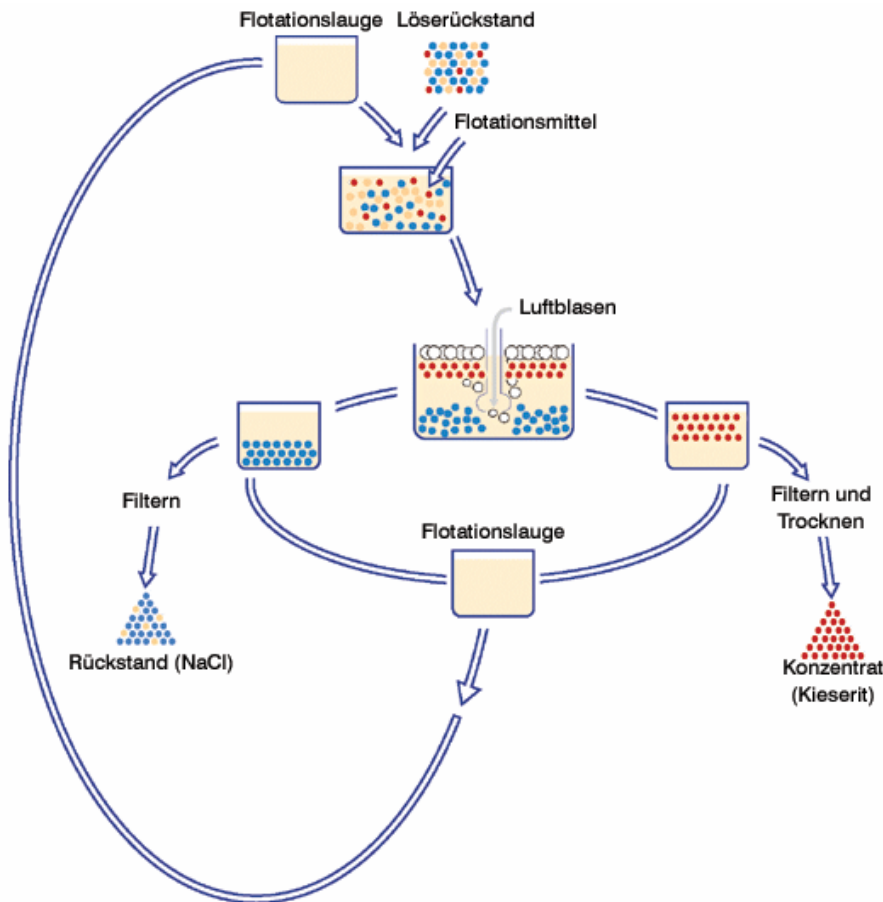 Flotationslauge
Löserückstand
Flotationsmittel
Luftblasen
Filtern
Filtern und
Trocknen
Flotationslauge
Rückstand (NaCl)
Konzentrat
(Kieserit)